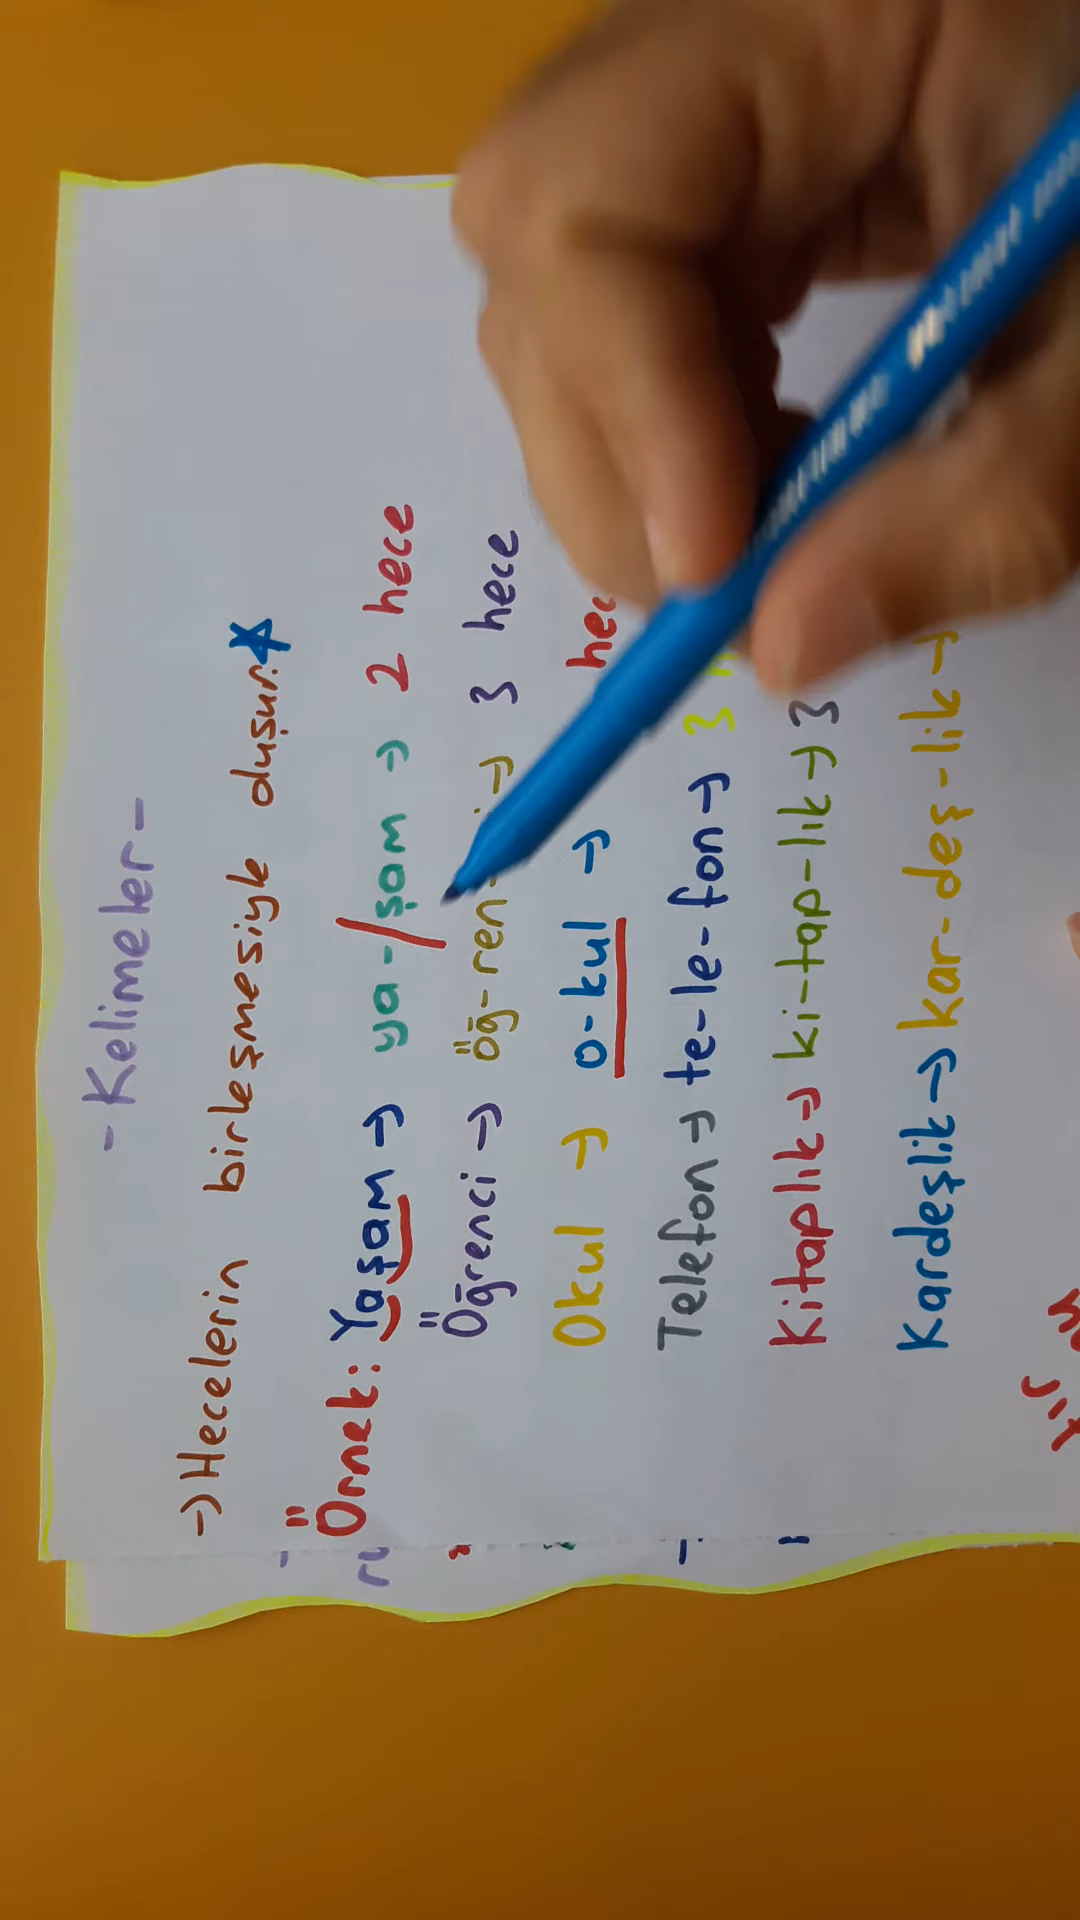 -Kelimeler-
→Hecelerin birleşmesiyle oluşur.
Örnek: Yaşam → ya-şam → 2 hece
Öğrenci → öğ-ren- → 3 hece
Okul → o-kul →
Telefon → te-le-fon → 3
Kitaplık → ki-tap-lık → 3
Kardeşlik → kar-deş-lik →